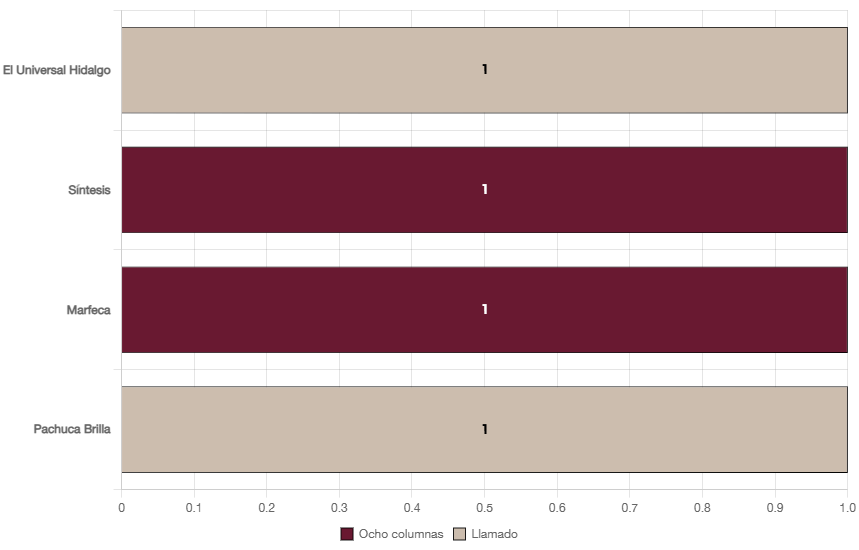 El Universal Hidalgo
1
Síntesis
1
Marfeca
1
Pachuca Brilla
1
0 0.1 0.2 0.3 0.4 0.5 0.6 0.7 0.8 0.9 1.0
Ocho columnas Llamado